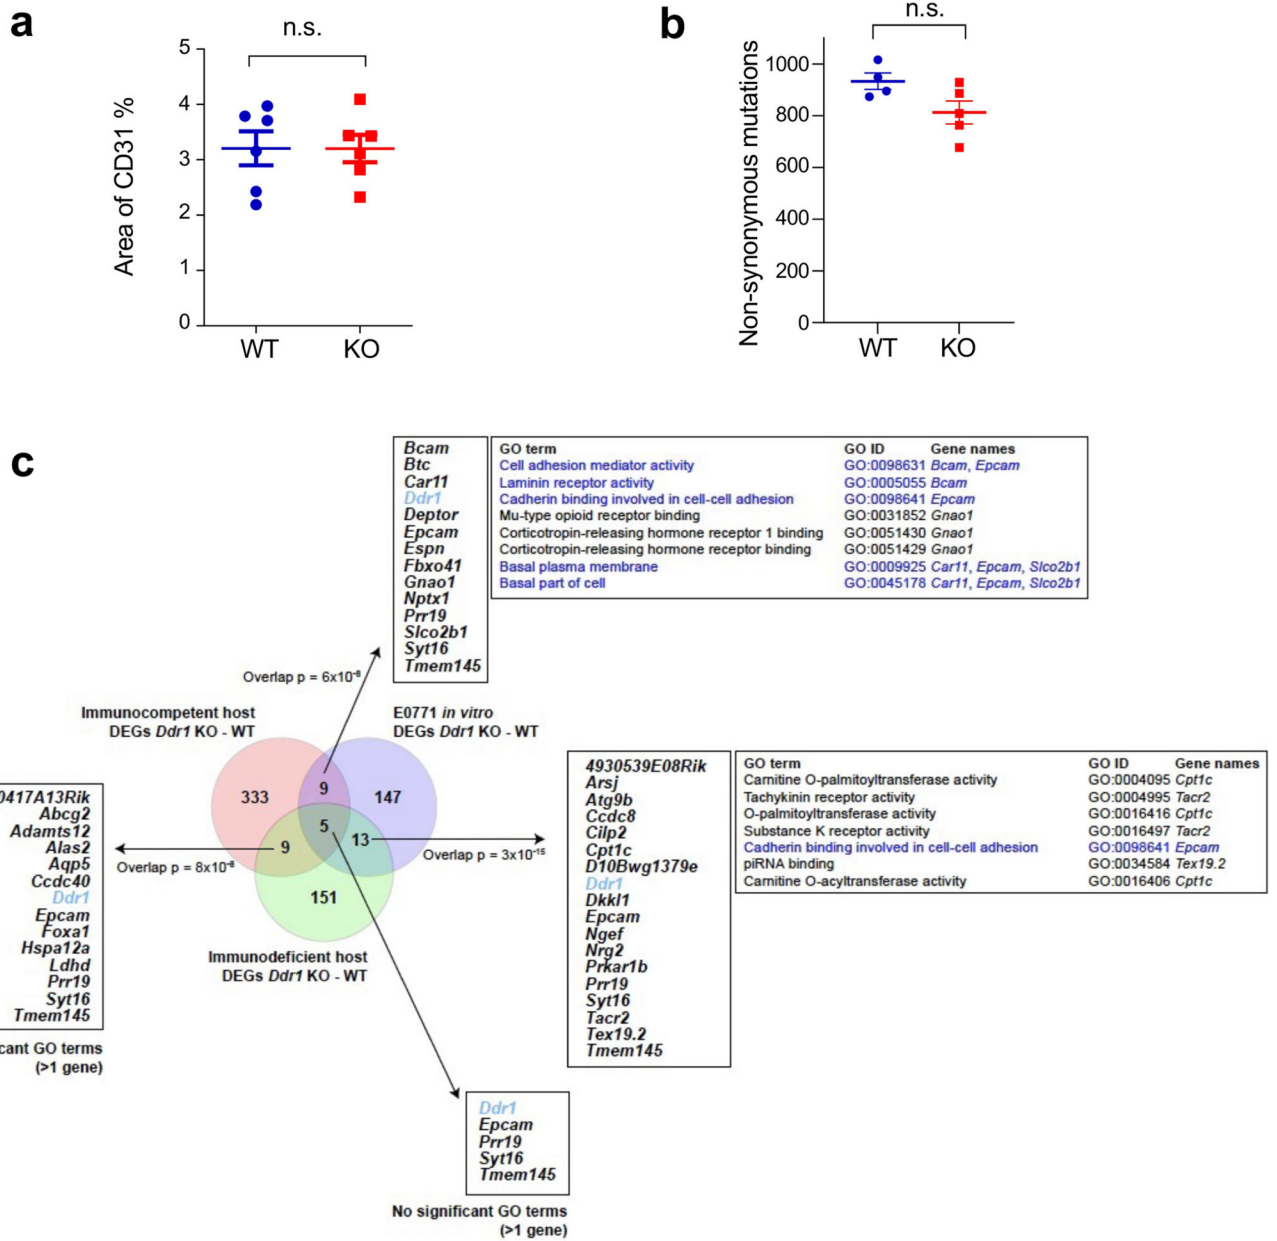 a
n.s.
Area of CD31 %
5
4
3
2
1
0
WT KO
b
n.s.
Non-synonymous mutations
1000
800
600
400
200
0
WT KO
c
Bcam
Btc
Car11
Ddr1
Deptor
Epcam
Espn
Fbxo41
Gnao1
Nptx1
Prr19
Slco2b1
Syt16
Tmem145
GO term GO ID Gene names
Cell adhesion mediator activity GO:0098631 Bcam, Epcam
Laminin receptor activity GO:0005055 Bcam
Cadherin binding involved in cell-cell adhesion GO:0098641 Epcam
Mu-type opioid receptor binding GO:0031852 Gnao1
Corticotropin-releasing hormone receptor 1 binding GO:0051430 Gnao1
Corticotropin-releasing hormone receptor binding GO:0051429 Gnao1
Basal plasma membrane GO:0009925 Car11, Epcam, Slco2b1
Basal part of cell GO:0045178 Car11, Epcam, Slco2b1
Overlap p = 6x10⁻⁸
Immunocompetent host
DEGs Ddr1 KO - WT
E0771 in vitro
DEGs Ddr1 KO - WT
333
9
147
5
9
13
151
Immunodeficient host
DEGs Ddr1 KO - WT
Overlap p = 8x10⁻⁸
Overlap p = 3x10⁻¹⁵
0417A13Rik
Abcg2
Adamts12
Alas2
Aqp5
Ccdc40
Ddr1
Epcam
Foxa1
Hspa12a
Ldhd
Prr19
Syt16
Tmem145
cant GO terms
(>1 gene)
4930539E08Rik
Arsj
Atg9b
Ccdc8
Cilp2
Cpt1c
D10Bwg1379e
Ddr1
Dkkl1
Epcam
Ngef
Nrg2
Prkar1b
Prr19
Syt16
Tacr2
Tex19.2
Tmem145
GO term GO ID Gene names
Carnitine O-palmitoyltransferase activity GO:0004095 Cpt1c
Tachykinin receptor activity GO:0004995 Tacr2
O-palmitoyltransferase activity GO:0016416 Cpt1c
Substance K receptor activity GO:0016497 Tacr2
Cadherin binding involved in cell-cell adhesion GO:0098641 Epcam
piRNA binding GO:0034584 Tex19.2
Carnitine O-acyltransferase activity GO:0016406 Cpt1c
Ddr1
Epcam
Prr19
Syt16
Tmem145
No significant GO terms
(>1 gene)